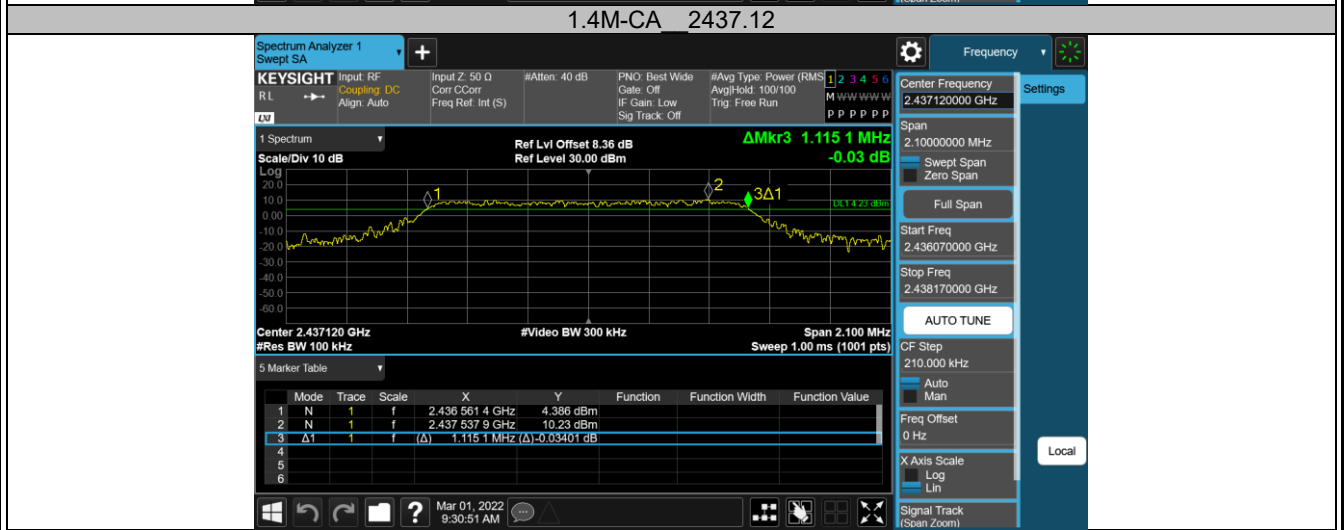 (Span Zoom)
1.4M-CA__2437.12
Spectrum Analyzer 1
Swept SA
+
Frequency
KEYSIGHT
RL
LXI
Input: RF
Coupling: DC
Align: Auto
Input Z: 50 Ω
Corr CCorr
Freq Ref: Int (S)
#Atten: 40 dB
PNO: Best Wide
Gate: Off
IF Gain: Low
Sig Track: Off
#Avg Type: Power (RMS
Avg|Hold: 100/100
Trig: Free Run
1 2 3 4 5 6
M W W W W W
P P P P P P
1 Spectrum
Scale/Div 10 dB
Ref Lvl Offset 8.36 dB
Ref Level 30.00 dBm
ΔMkr3 1.115 1 MHz
-0.03 dB
Log
20.0
10.0
0.00
-10.0
-20.0
-30.0
-40.0
-50.0
-60.0
1
2
3Δ1
DL1 4.23 dBm
Center 2.437120 GHz
#Video BW 300 kHz
Span 2.100 MHz
#Res BW 100 kHz
Sweep 1.00 ms (1001 pts)
5 Marker Table
Mode Trace Scale X Y Function Function Width Function Value
1 N 1 f 2.436 561 4 GHz 4.386 dBm
2 N 1 f 2.437 537 9 GHz 10.23 dBm
3 Δ1 1 f (Δ) 1.115 1 MHz (Δ)-0.03401 dB
4
5
6
?
Mar 01, 2022
9:30:51 AM
Center Frequency
2.437120000 GHz
Span
2.10000000 MHz
Swept Span
Zero Span
Full Span
Start Freq
2.436070000 GHz
Stop Freq
2.438170000 GHz
AUTO TUNE
CF Step
210.000 kHz
Auto
Man
Freq Offset
0 Hz
X Axis Scale
Log
Lin
Signal Track
(Span Zoom)
Settings
Local